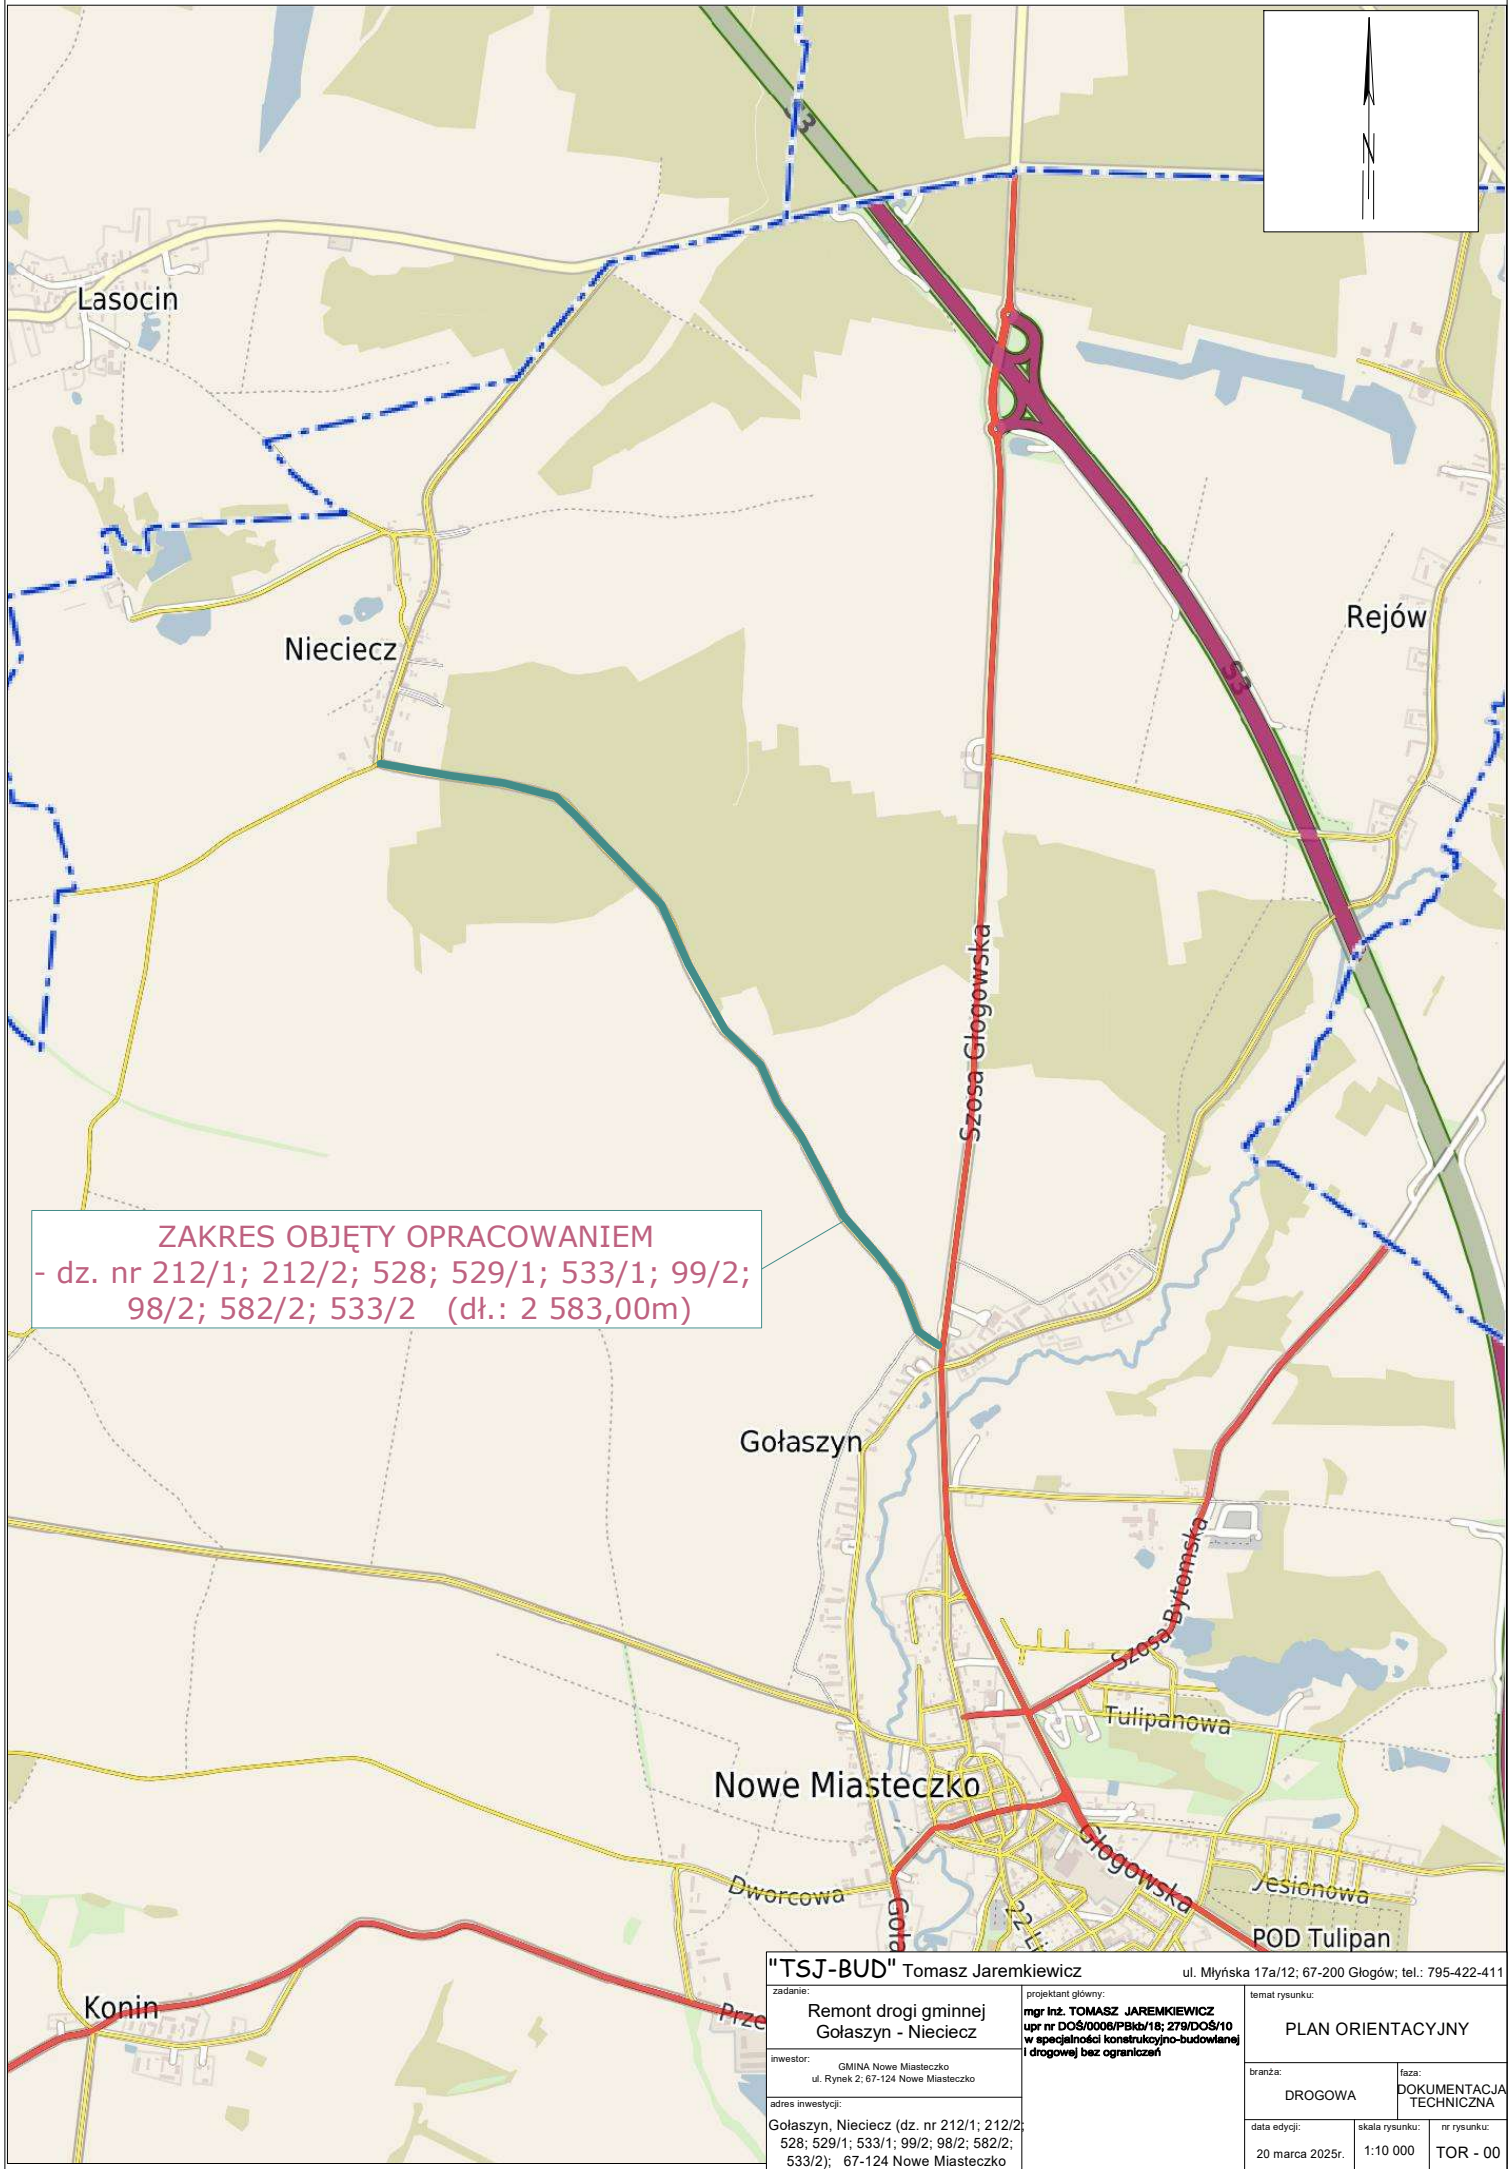 S3
N
Lasocin
Nieciecz
Rejów
S3
Szosa Głogowska
ZAKRES OBJĘTY OPRACOWANIEM
- dz. nr 212/1; 212/2; 528; 529/1; 533/1; 99/2;
98/2; 582/2; 533/2 (dł.: 2 583,00m)
Gołaszyn
Szosa Bytomska
Tulipanowa
Nowe Miasteczko
Głogowska
Dworcowa
Jesionowa
Goła
22 Li
POD Tulipan
Konin
Prze
"TSJ-BUD" Tomasz Jaremkiewicz
ul. Młyńska 17a/12; 67-200 Głogów; tel.: 795-422-411
zadanie:
Remont drogi gminnej
Gołaszyn - Nieciecz
projektant główny:
mgr inż. TOMASZ JAREMKIEWICZ
upr nr DOŚ/0006/PBkb/18; 279/DOŚ/10
w specjalności konstrukcyjno-budowlanej
i drogowej bez ograniczeń
temat rysunku:
PLAN ORIENTACYJNY
inwestor:
GMINA Nowe Miasteczko
ul. Rynek 2; 67-124 Nowe Miasteczko
branża:
DROGOWA
faza:
DOKUMENTACJA
TECHNICZNA
adres inwestycji:
Gołaszyn, Nieciecz (dz. nr 212/1; 212/2;
528; 529/1; 533/1; 99/2; 98/2; 582/2;
533/2); 67-124 Nowe Miasteczko
data edycji:
20 marca 2025r.
skala rysunku:
1:10 000
nr rysunku:
TOR - 00